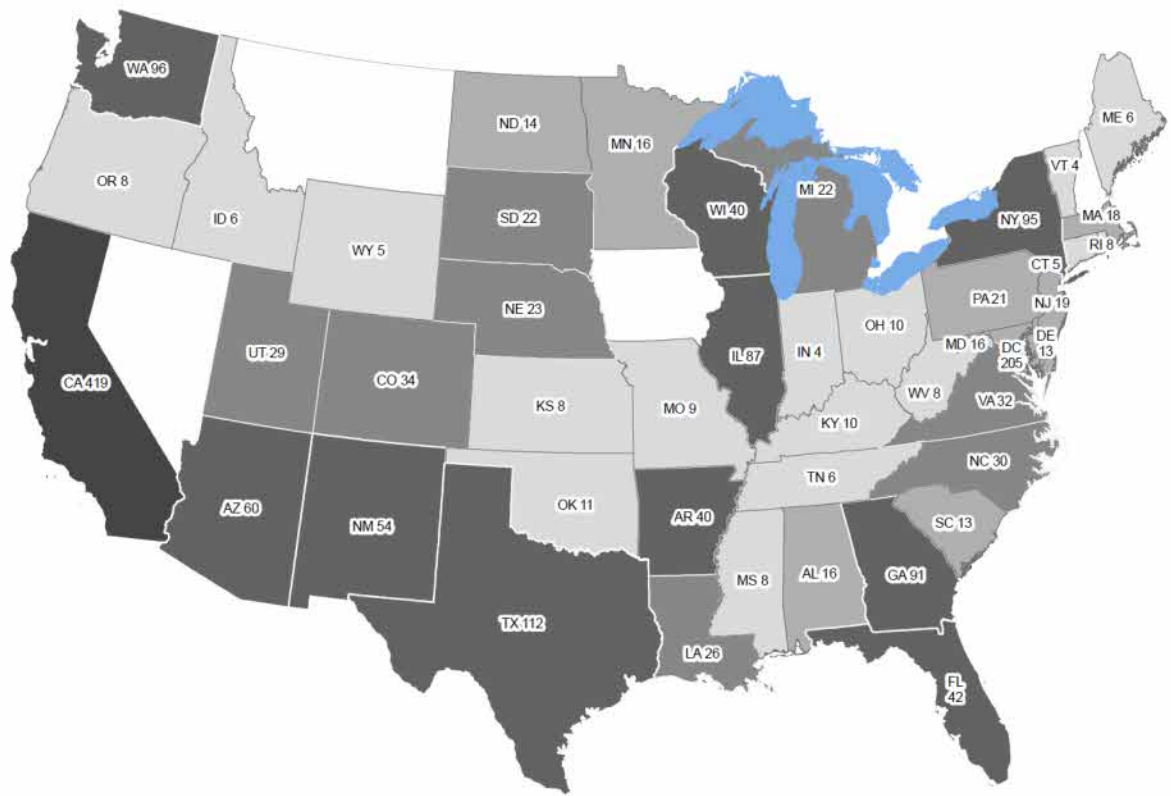 WA 96
ME 6
ND 14
MN 16
VT 4
OR 8
MI 22
ID 6
SD 22
WI 40
NY 95
MA 18
WY 5
RI 8
CT 5
NE 23
PA 21
NJ 19
OH 10
UT 29
IL 87
IN 4
MD 16
DC
205
DE
13
CO 34
CA 419
WV 8
VA 32
KS 8
MO 9
KY 10
NC 30
TN 6
AZ 60
OK 11
NM 54
AR 40
SC 13
MS 8
AL 16
GA 91
TX 112
LA 26
FL
42